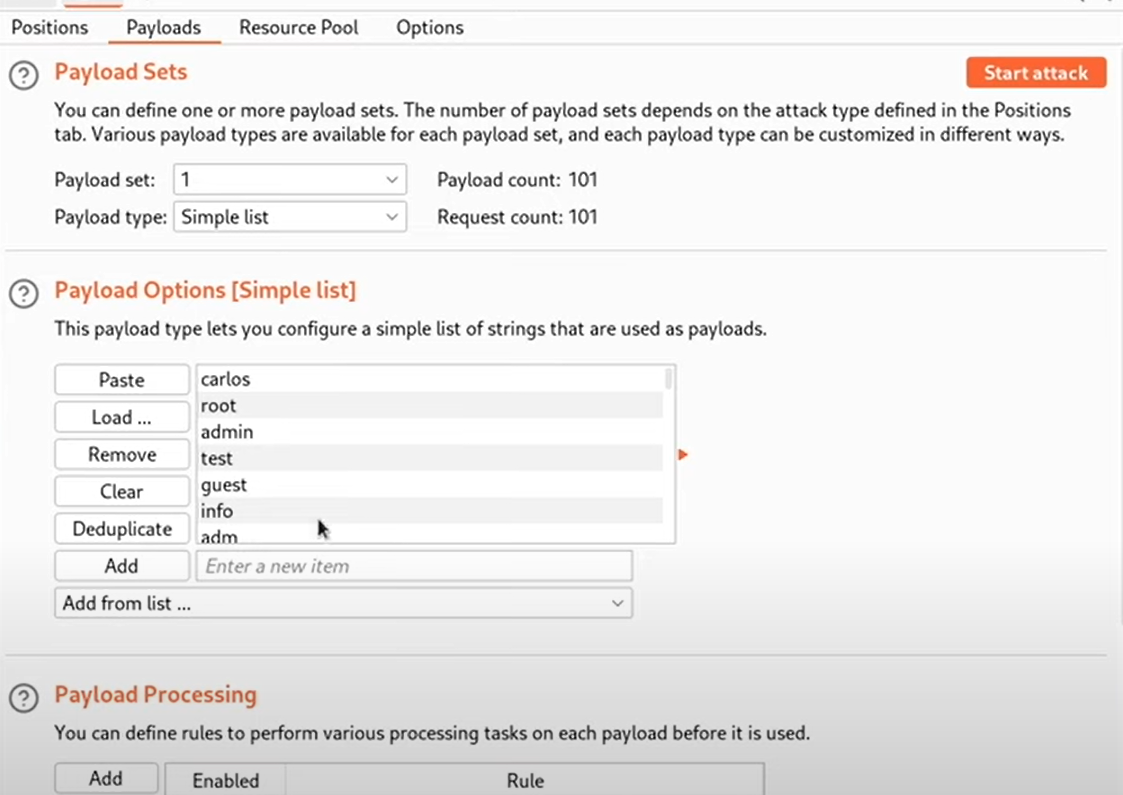 Positions Payloads Resource Pool Options
Payload Sets
Start attack
You can define one or more payload sets. The number of payload sets depends on the attack type defined in the Positions
tab. Various payload types are available for each payload set, and each payload type can be customized in different ways.
Payload set: 1 Payload count: 101
Payload type: Simple list Request count: 101
Payload Options [Simple list]
This payload type lets you configure a simple list of strings that are used as payloads.
Paste carlos
Load ... root
Remove admin
Clear test
Deduplicate guest
info
adm
Add Enter a new item
Add from list ...
Payload Processing
You can define rules to perform various processing tasks on each payload before it is used.
Add Enabled Rule